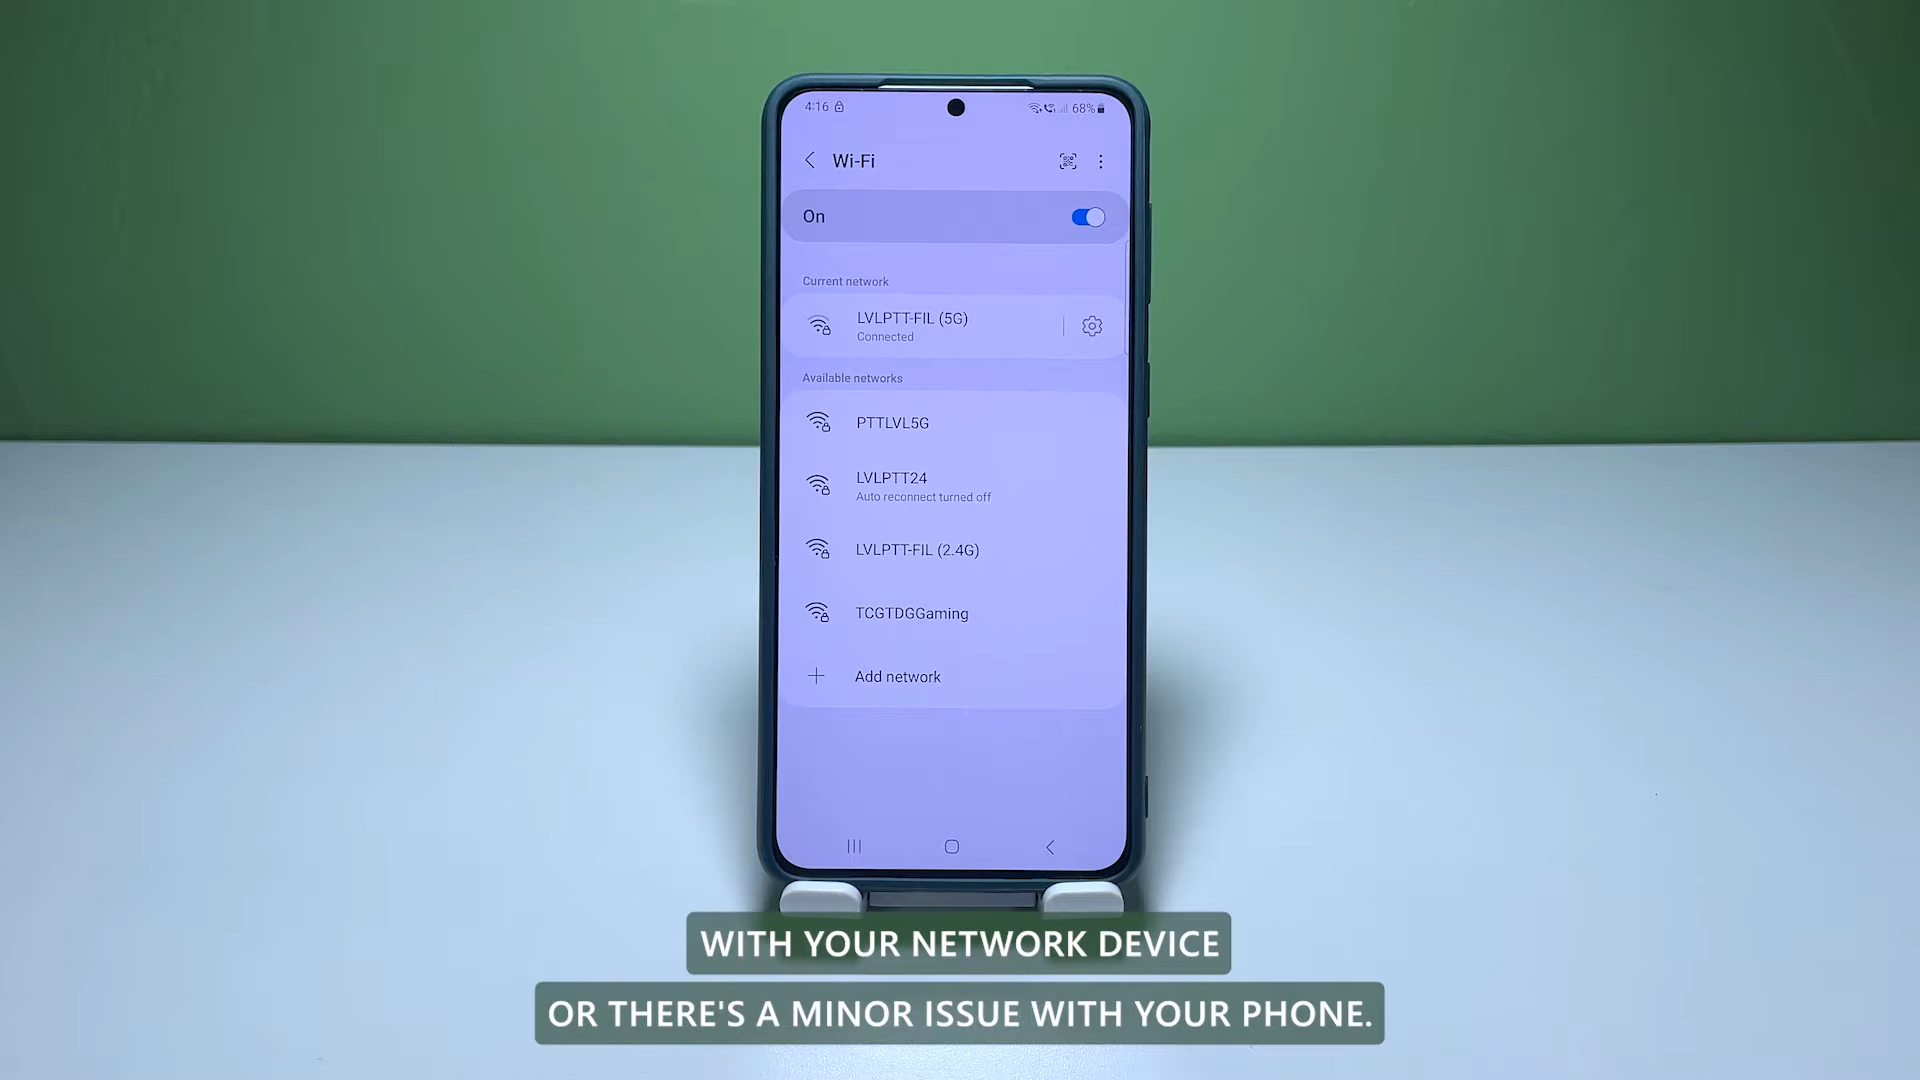 4:16
68%
Wi-Fi
On
Current network
LVLPTT-FIL (5G)
Connected
Available networks
PTTLVL5G
LVLPTT24
Auto reconnect turned off
LVLPTT-FIL (2.4G)
TCGTDGGaming
Add network
WITH YOUR NETWORK DEVICE
OR THERE'S A MINOR ISSUE WITH YOUR PHONE.